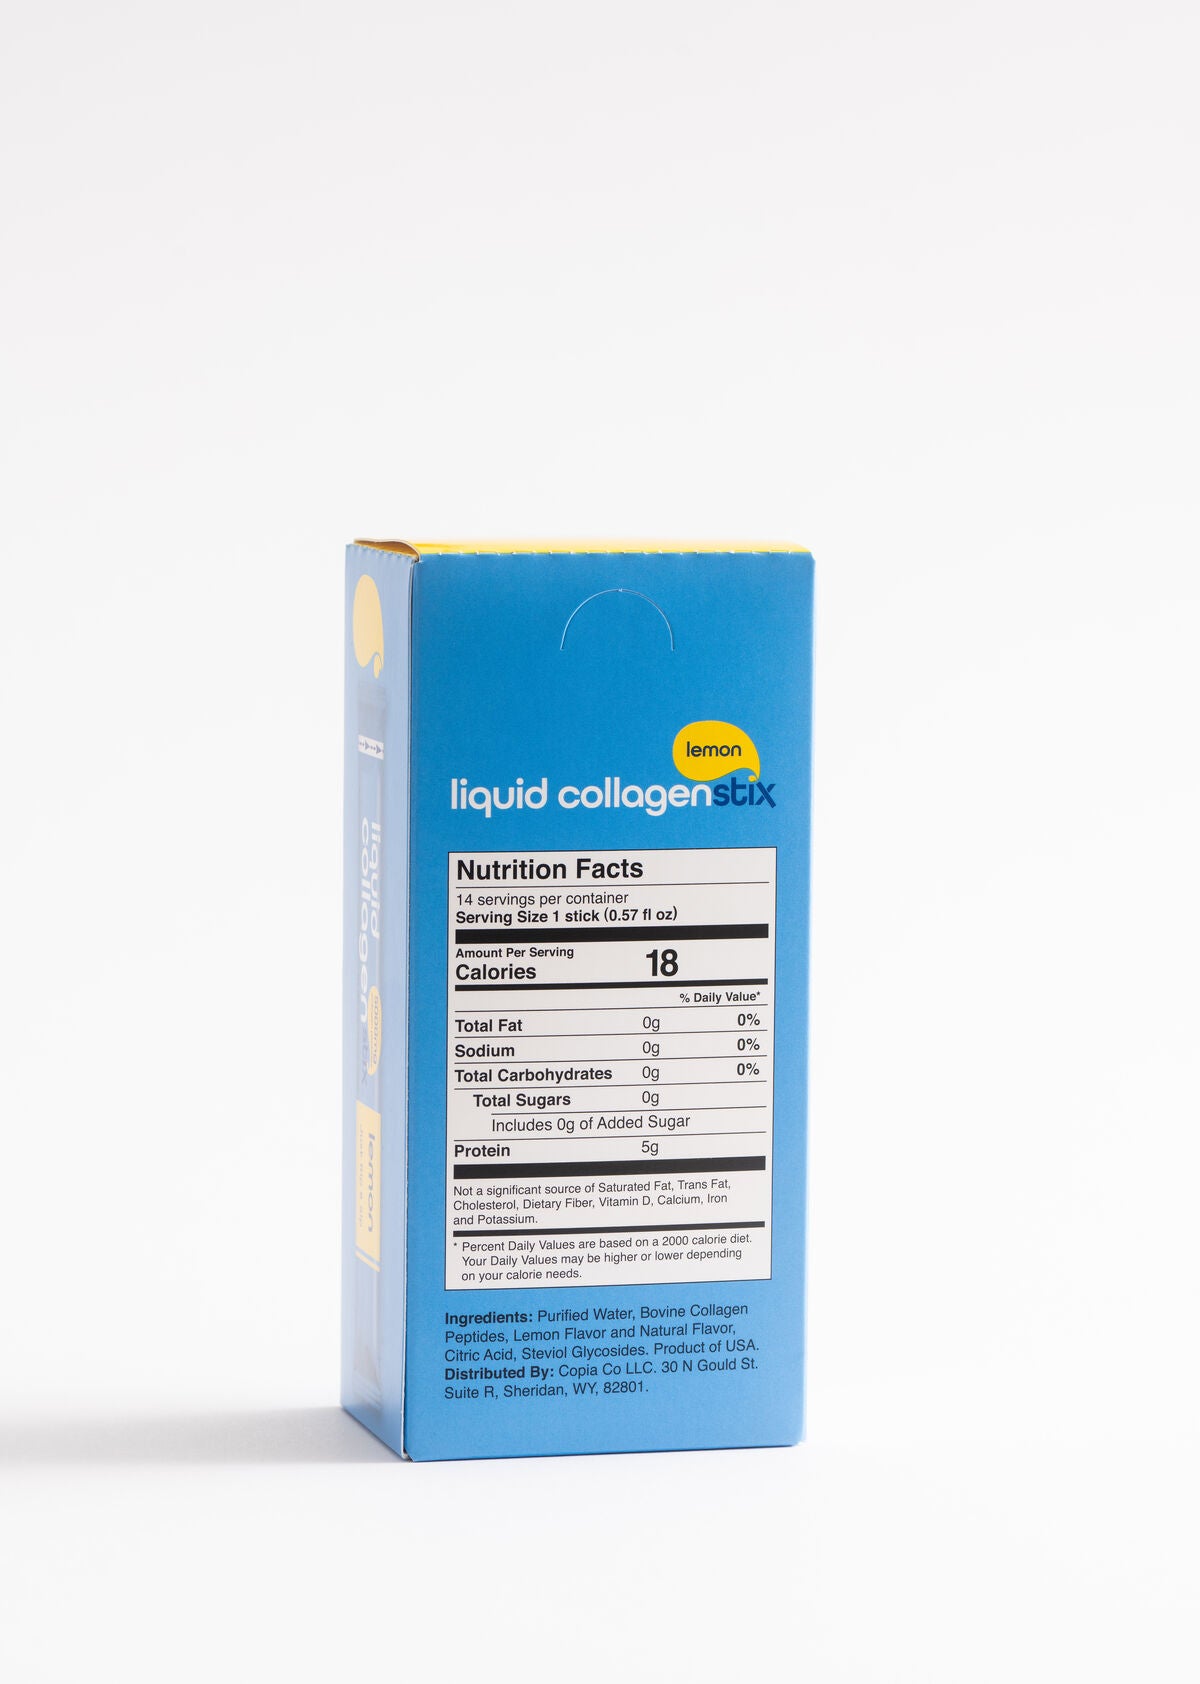 lemon
liquid collagenstix
Nutrition Facts
14 servings per container
Serving Size 1 stick (0.57 fl oz)
Amount Per Serving
Calories 18
% Daily Value*
Total Fat 0g 0%
Sodium 0g 0%
Total Carbohydrates 0g 0%
Total Sugars 0g
Includes 0g of Added Sugar
Protein 5g
Not a significant source of Saturated Fat, Trans Fat,
Cholesterol, Dietary Fiber, Vitamin D, Calcium, Iron
and Potassium.
* Percent Daily Values are based on a 2000 calorie diet.
Your Daily Values may be higher or lower depending
on your calorie needs.
Ingredients: Purified Water, Bovine Collagen
Peptides, Lemon Flavor and Natural Flavor,
Citric Acid, Steviol Glycosides. Product of USA.
Distributed By: Copia Co LLC. 30 N Gould St.
Suite R, Sheridan, WY, 82801.
liquid
collagen stix
lemon